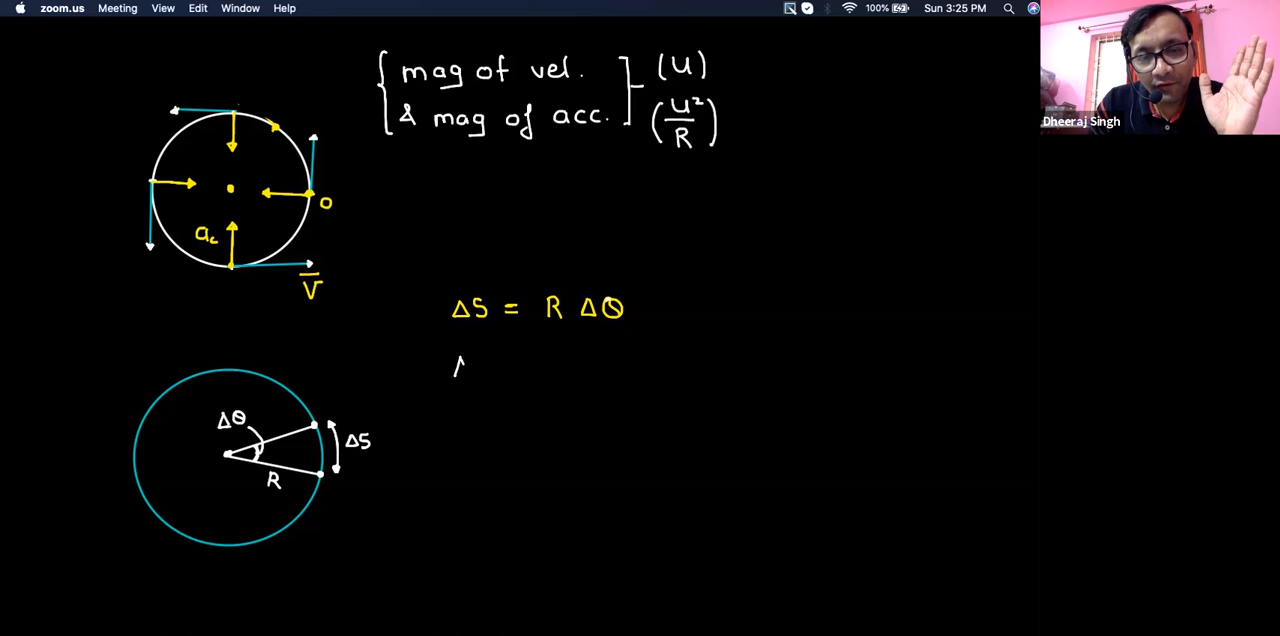 zoom.us Meeting View Edit Window Help 100% Sun 3:25 PM
mag of vel. (U)
& mag of acc. (U²/R)
Dheeraj Singh
O
a꜀
V̅
ΔS = R Δθ
Δθ
ΔS
R